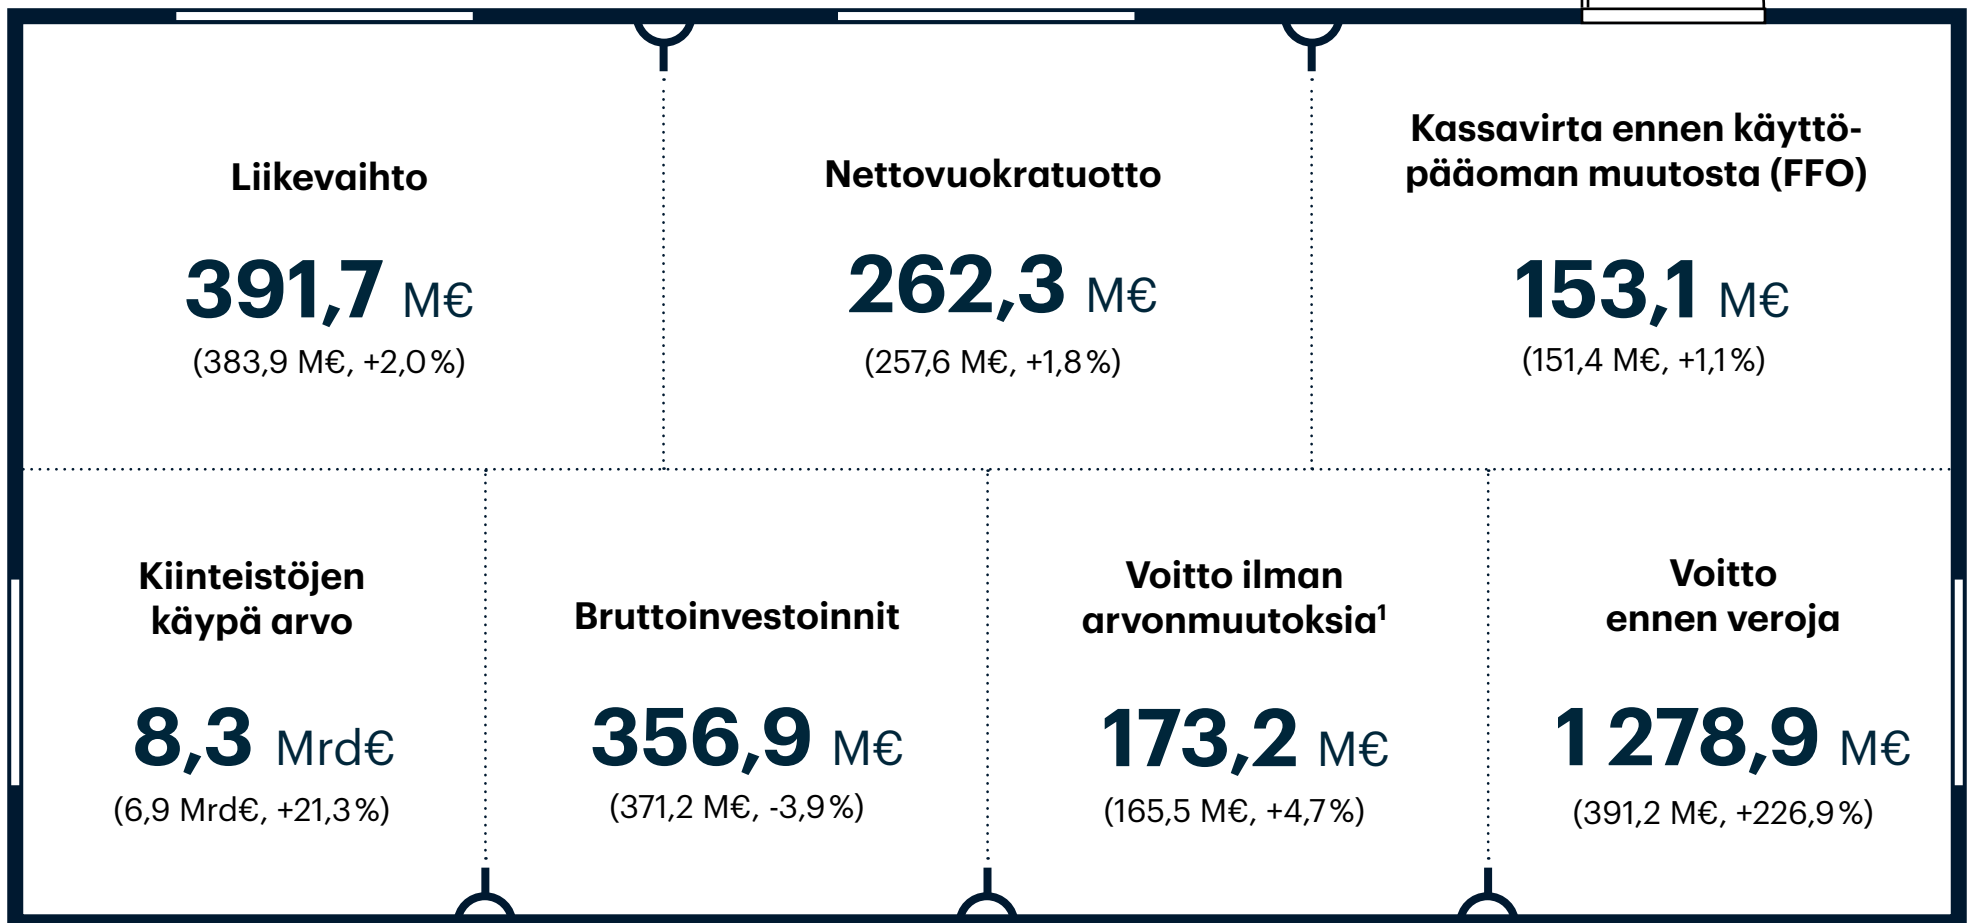 Liikevaihto
391,7 M€
(383,9 M€, +2,0 %)
Nettovuokratuotto
262,3 M€
(257,6 M€, +1,8 %)
Kassavirta ennen käyttö-
pääoman muutosta (FFO)
153,1 M€
(151,4 M€, +1,1 %)
Kiinteistöjen
käypä arvo
8,3 Mrd€
(6,9 Mrd€, +21,3 %)
Bruttoinvestoinnit
356,9 M€
(371,2 M€, -3,9 %)
Voitto ilman
arvonmuutoksia¹
173,2 M€
(165,5 M€, +4,7 %)
Voitto
ennen veroja
1 278,9 M€
(391,2 M€, +226,9 %)